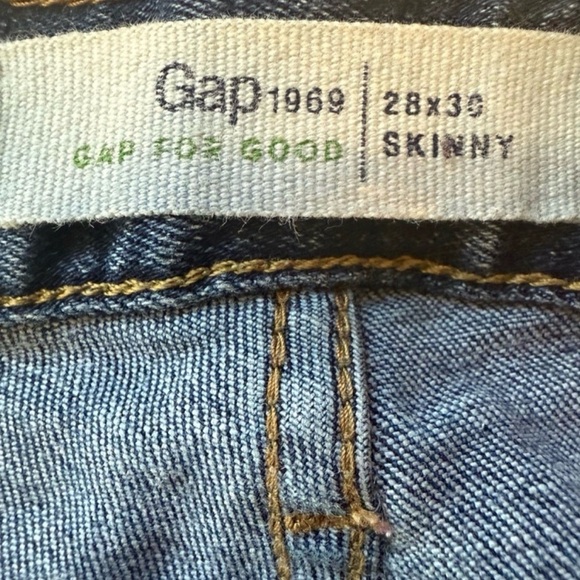 Gap 1969 | 28x30
GAP FOR GOOD | SKINNY